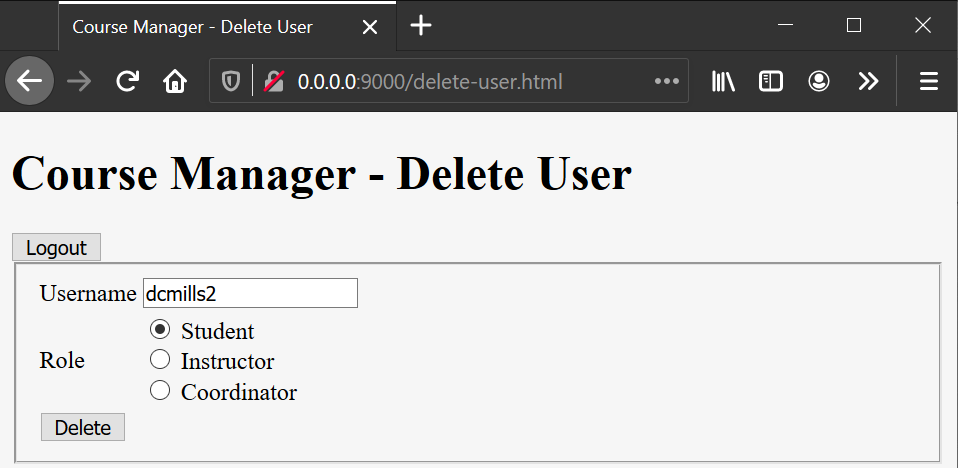 Course Manager - Delete User
0.0.0.0:9000/delete-user.html
Course Manager - Delete User
Logout
Username dcmills2
Student
Role
Instructor
Coordinator
Delete